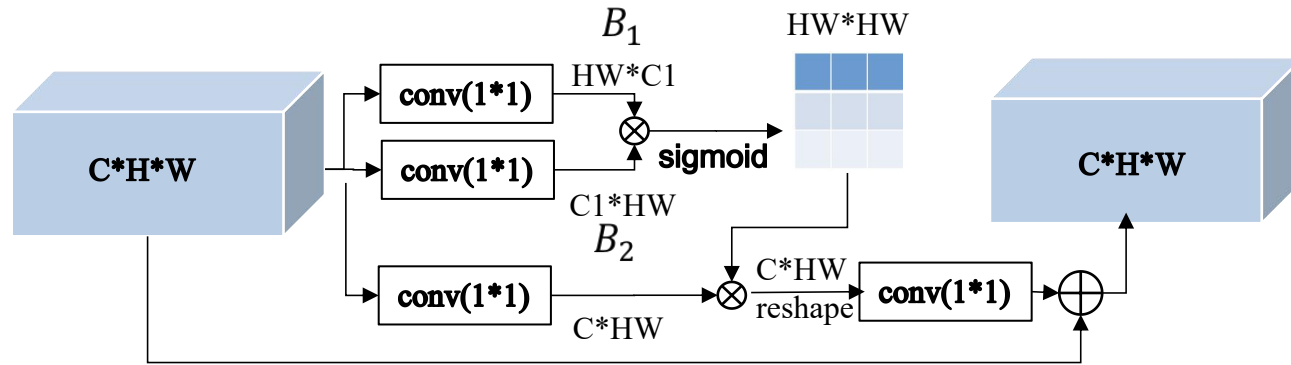 B₁
HW*HW
HW*C1
conv(1*1)
C*H*W
conv(1*1)
sigmoid
C*H*W
C1*HW
B₂
conv(1*1)
C*HW
C*HW
reshape
conv(1*1)